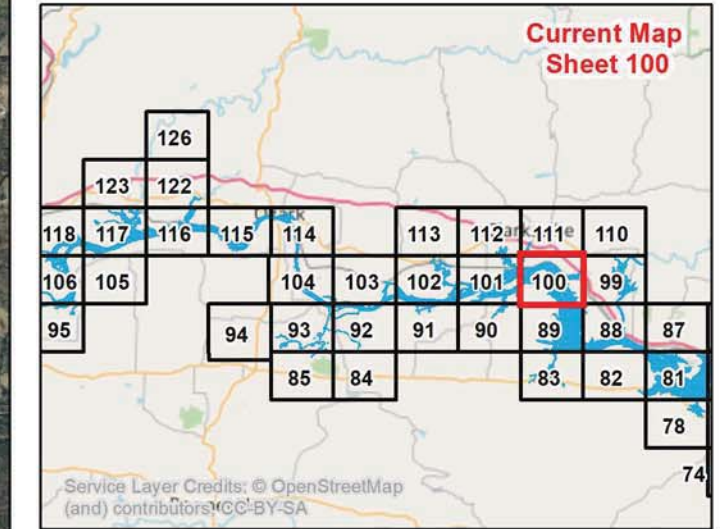 Current Map
Sheet 100
126
123 122
118 117 116 115 114 113 112 111 110
106 105 104 103 102 101 100 99
95 94 93 92 91 90 89 88 87
85 84 83 82 81
78
74
Service Layer Credits: © OpenStreetMap
(and) contributors, CC-BY-SA